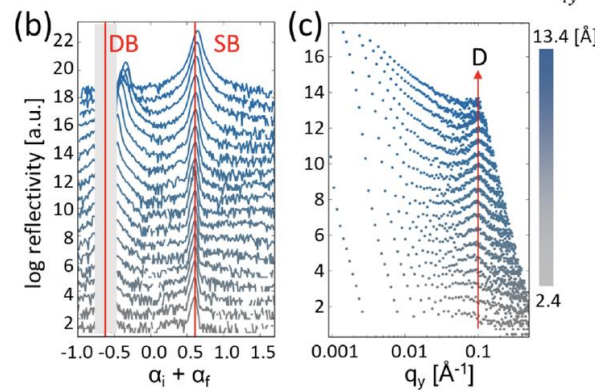 (b)
DB
SB
22
20
18
16
14
12
10
8
6
4
2
log reflectivity [a.u.]
-1.0 -0.5 0.0 0.5 1.0 1.5
αi + αf
(c)
D
16
14
12
10
8
6
4
2
0.001 0.01 0.1
qy [Å-1]
13.4 [Å]
2.4